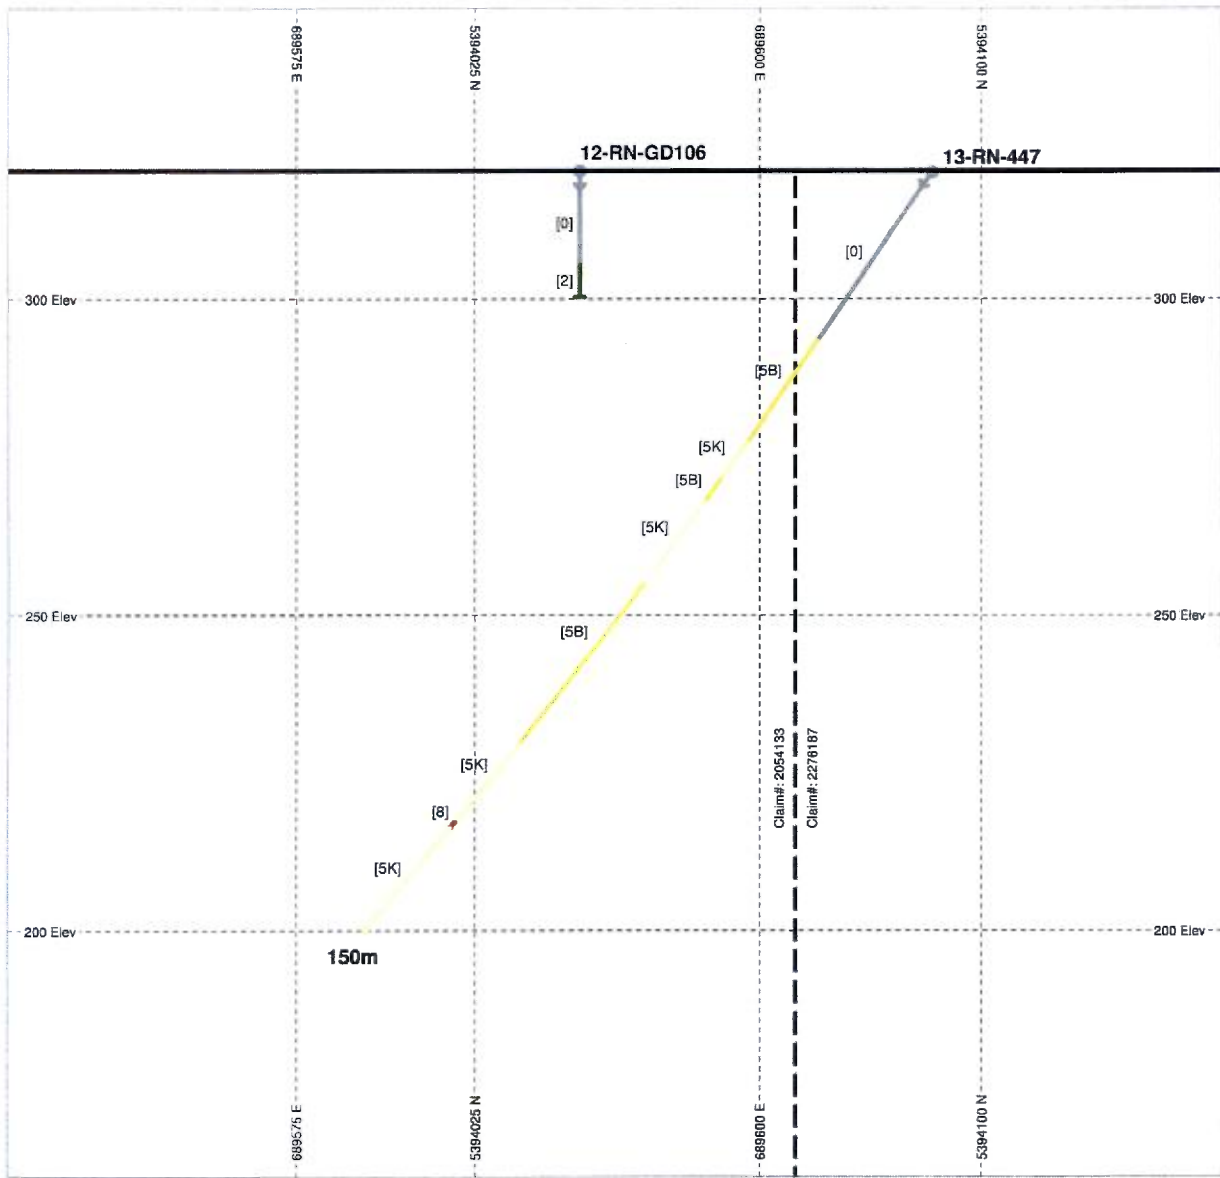 689575 E
5394025 N
689600 E
5394100 N
12-RN-GD106
13-RN-447
[0]
[0]
[2]
300 Elev
300 Elev
[5B]
[5K]
[5B]
[5K]
250 Elev
250 Elev
[5B]
Claim#: 2054133
Claim#: 2276187
[5K]
[8]
[5K]
200 Elev
200 Elev
150m
689575 E
5394025 N
689600 E
5394100 N